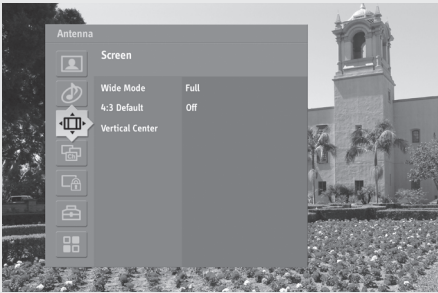 Antenna
Screen
Wide Mode Full
4:3 Default Off
Vertical Center